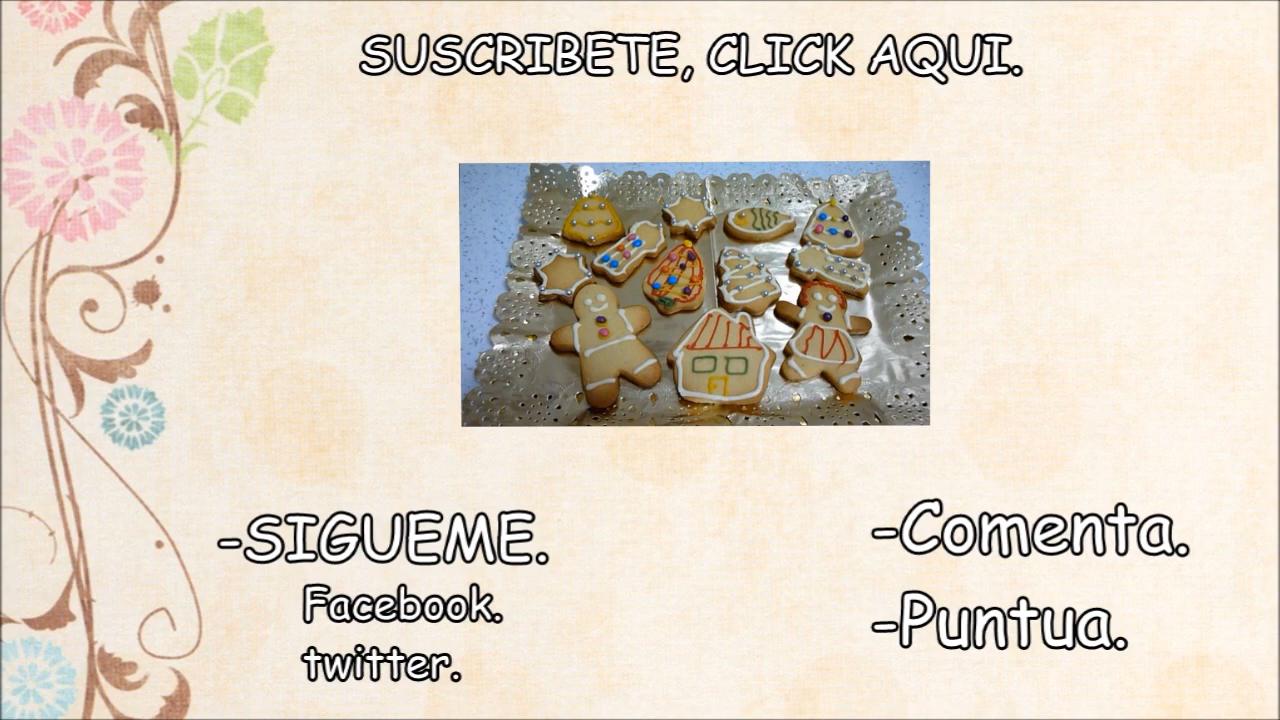 SUSCRIBETE, CLICK AQUI.
-SIGUEME.
Facebook.
twitter.
-Comenta.
-Puntua.